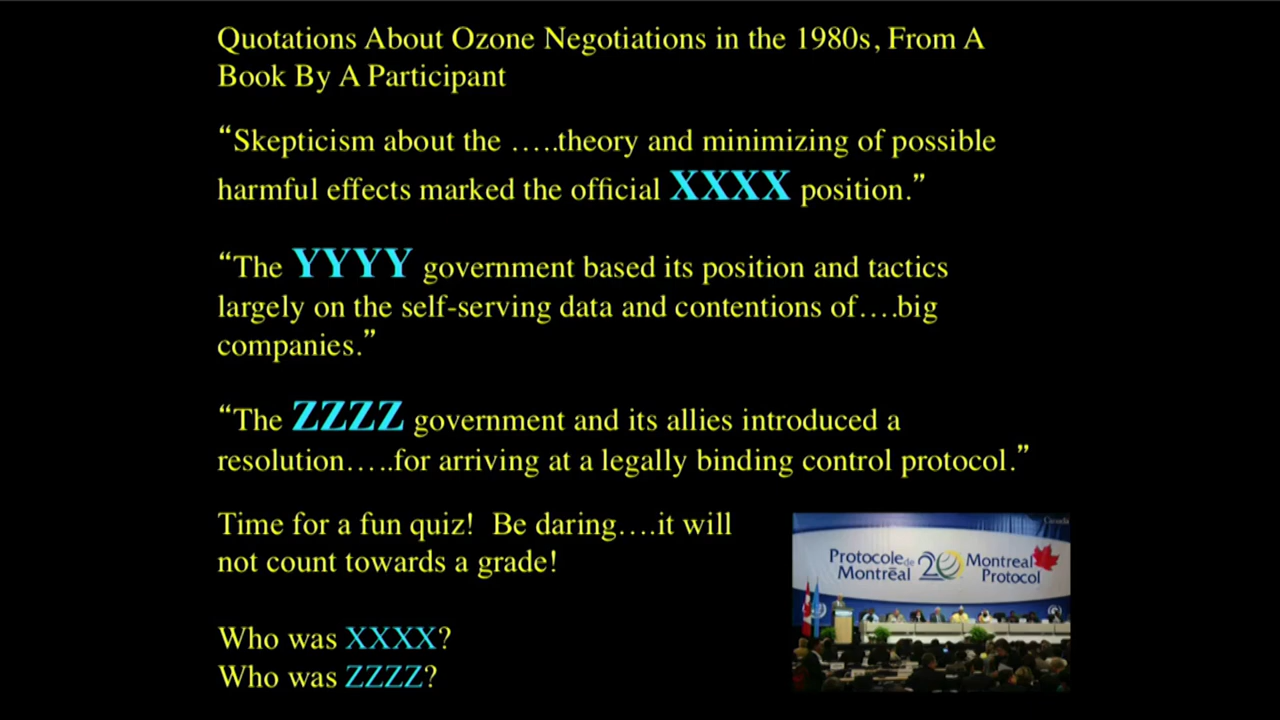 Quotations About Ozone Negotiations in the 1980s, From A
Book By A Participant
“Skepticism about the …..theory and minimizing of possible
harmful effects marked the official XXXX position.”
“The YYYY government based its position and tactics
largely on the self-serving data and contentions of….big
companies.”
“The ZZZZ government and its allies introduced a
resolution…..for arriving at a legally binding control protocol.”
Time for a fun quiz! Be daring….it will
not count towards a grade!
Who was XXXX?
Who was ZZZZ?
Canada
Protocole de
Montréal
20
Montreal
Protocol